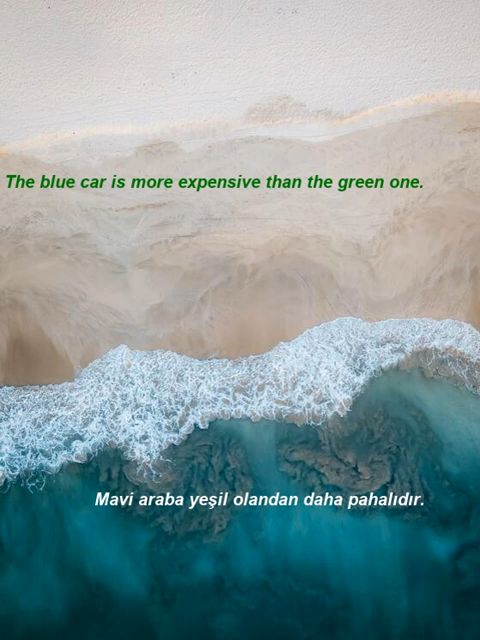 The blue car is more expensive than the green one.
Mavi araba yeşil olandan daha pahalıdır.